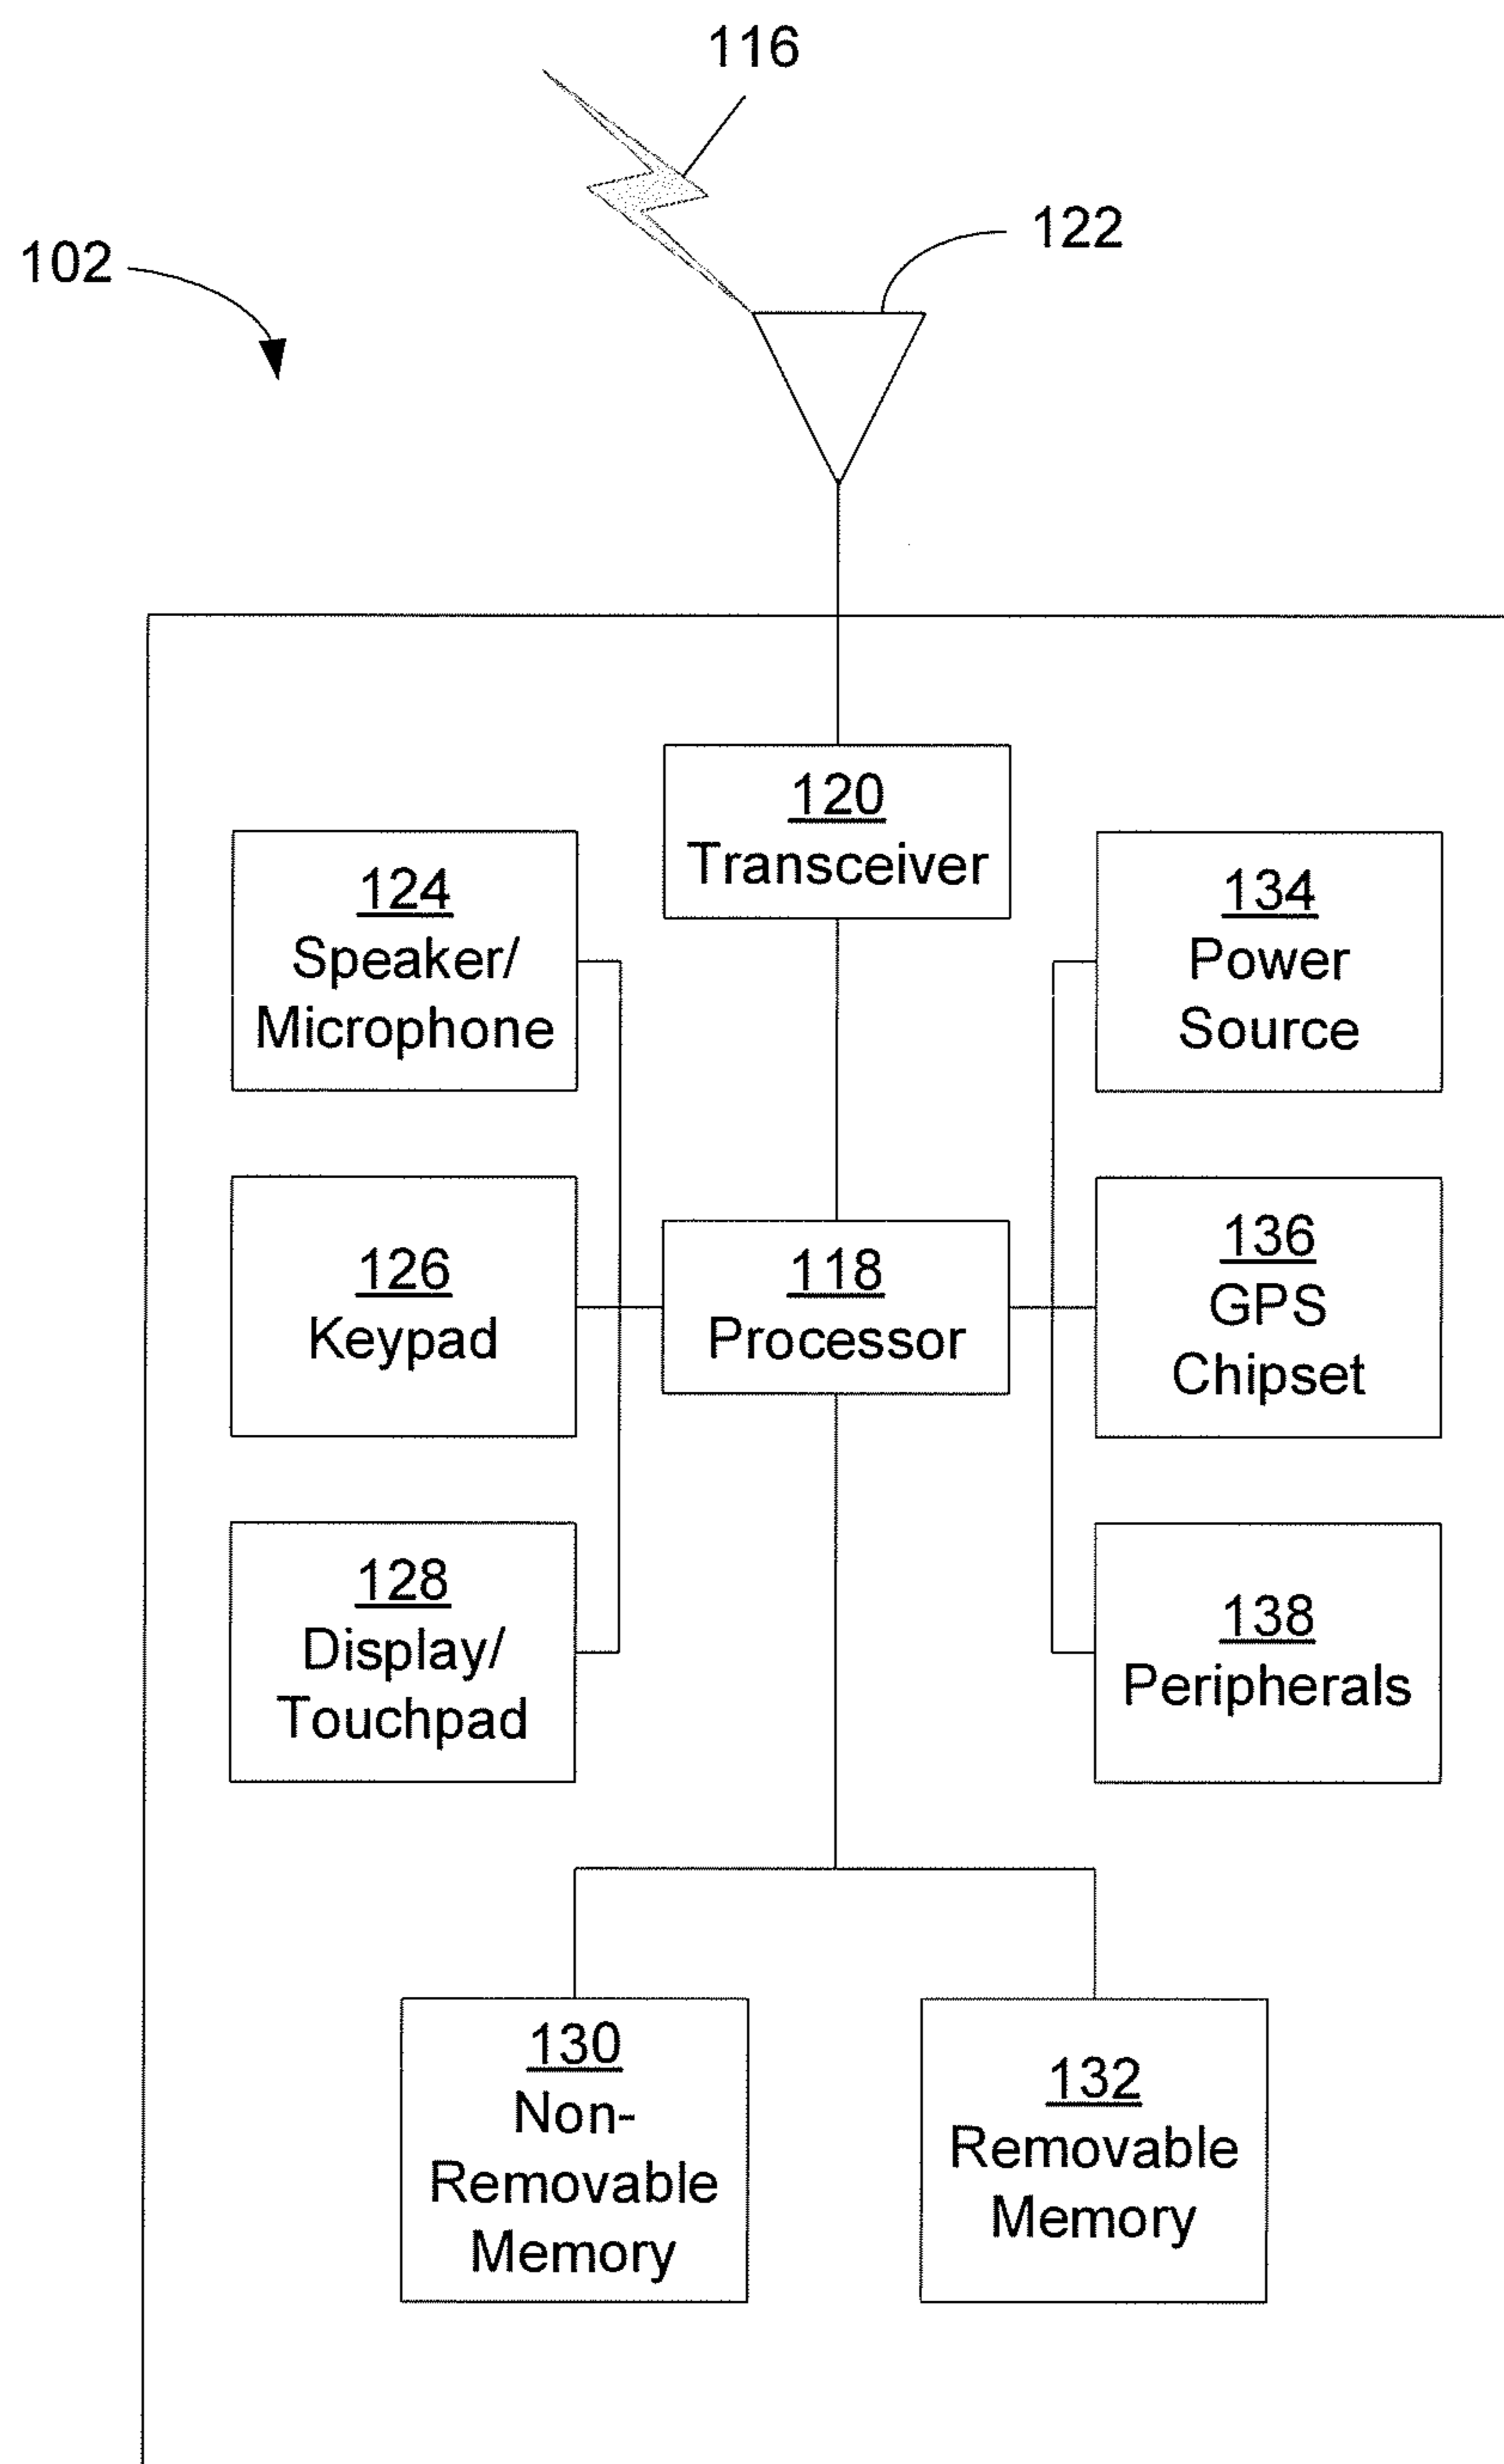 116
122
102
120
Transceiver
124
Speaker/
Microphone
134
Power
Source
126
Keypad
118
Processor
136
GPS
Chipset
128
Display/
Touchpad
138
Peripherals
130
Non-
Removable
Memory
132
Removable
Memory